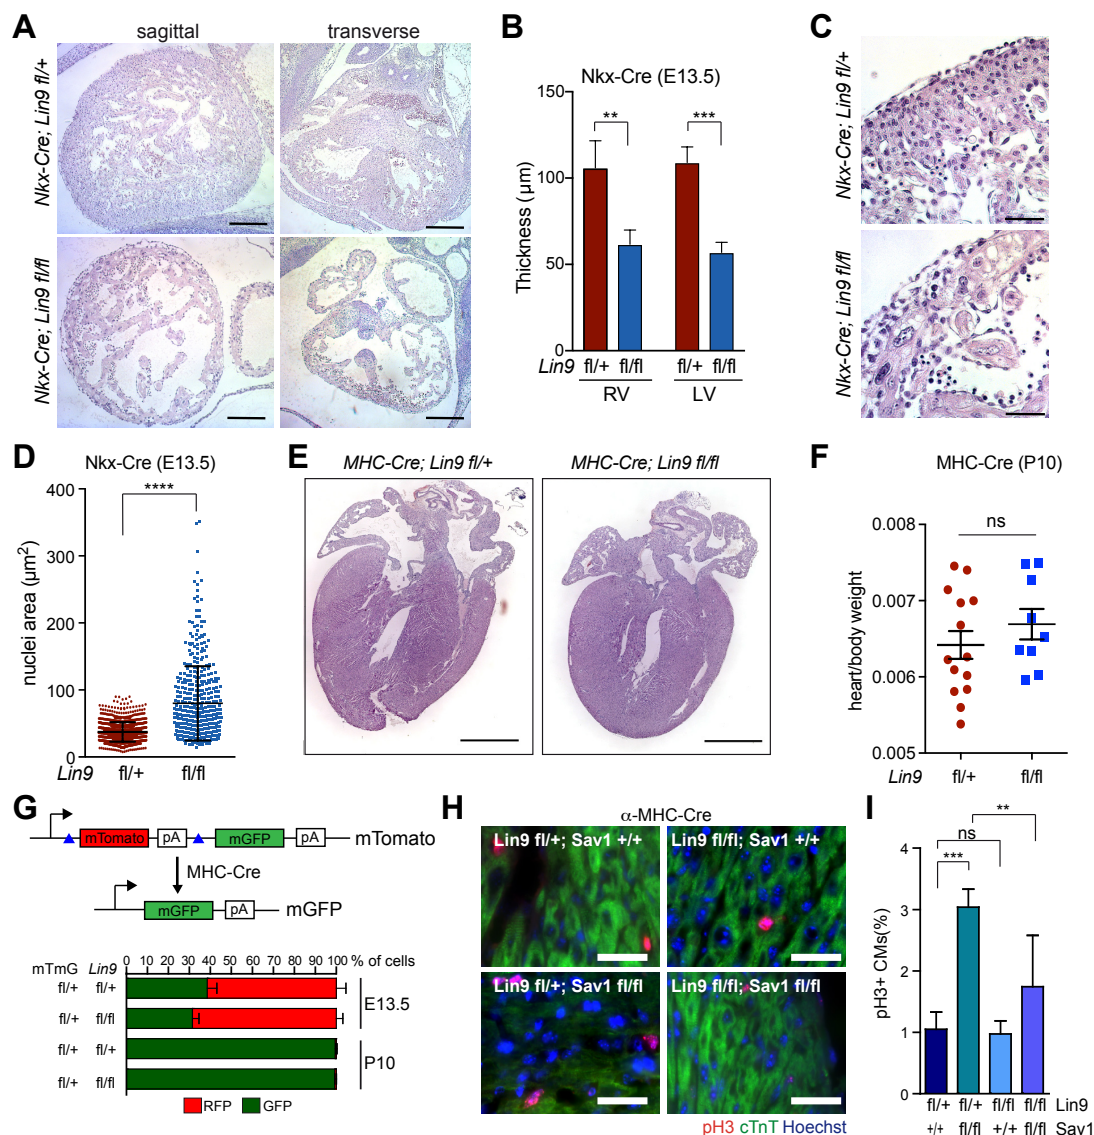 A
sagittal
transverse
Nkx-Cre; Lin9 fl/+
Nkx-Cre; Lin9 fl/fl
B
Nkx-Cre (E13.5)
Thickness (µm)
150
100
50
0
**
***
Lin9 fl/+ fl/fl fl/+ fl/fl
RV LV
C
Nkx-Cre; Lin9 fl/+
Nkx-Cre; Lin9 fl/fl
D
Nkx-Cre (E13.5)
nuclei area (µm²)
400
300
200
100
0
****
Lin9 fl/+ fl/fl
E
MHC-Cre; Lin9 fl/+
MHC-Cre; Lin9 fl/fl
F
MHC-Cre (P10)
heart/body weight
0.008
0.007
0.006
0.005
ns
Lin9 fl/+ fl/fl
G
mTomato pA mGFP pA mTomato
MHC-Cre
mGFP pA mGFP
0 10 20 30 40 50 60 70 80 90 100 % of cells
mTmG Lin9
fl/+ fl/+
fl/+ fl/fl
E13.5
fl/+ fl/+
fl/+ fl/fl
P10
RFP GFP
H
α-MHC-Cre
Lin9 fl/+; Sav1 +/+
Lin9 fl/fl; Sav1 +/+
Lin9 fl/+; Sav1 fl/fl
Lin9 fl/fl; Sav1 fl/fl
pH3 cTnT Hoechst
I
pH3+ CMs(%)
4
3
2
1
0
**
ns
***
fl/+ fl/+ fl/fl fl/fl Lin9
+/+ fl/fl +/+ fl/fl Sav1